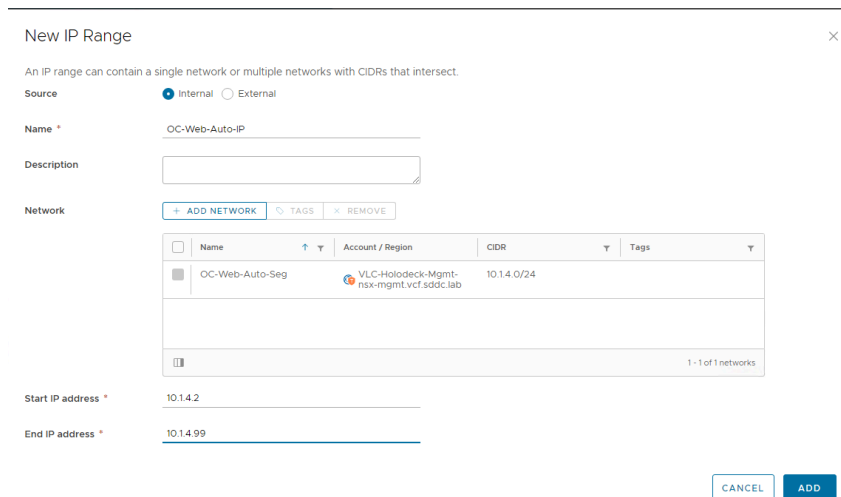 New IP Range
An IP range can contain a single network or multiple networks with CIDRs that intersect.
Source Internal External
Name * OC-Web-Auto-IP
Description
Network + ADD NETWORK TAGS × REMOVE
Name Account / Region CIDR Tags
OC-Web-Auto-Seg VLC-Holodeck-Mgmt- 10.1.4.0/24
nsx-mgmt.vcf.sddc.lab
1 - 1 of 1 networks
Start IP address * 10.1.4.2
End IP address * 10.1.4.99
CANCEL ADD